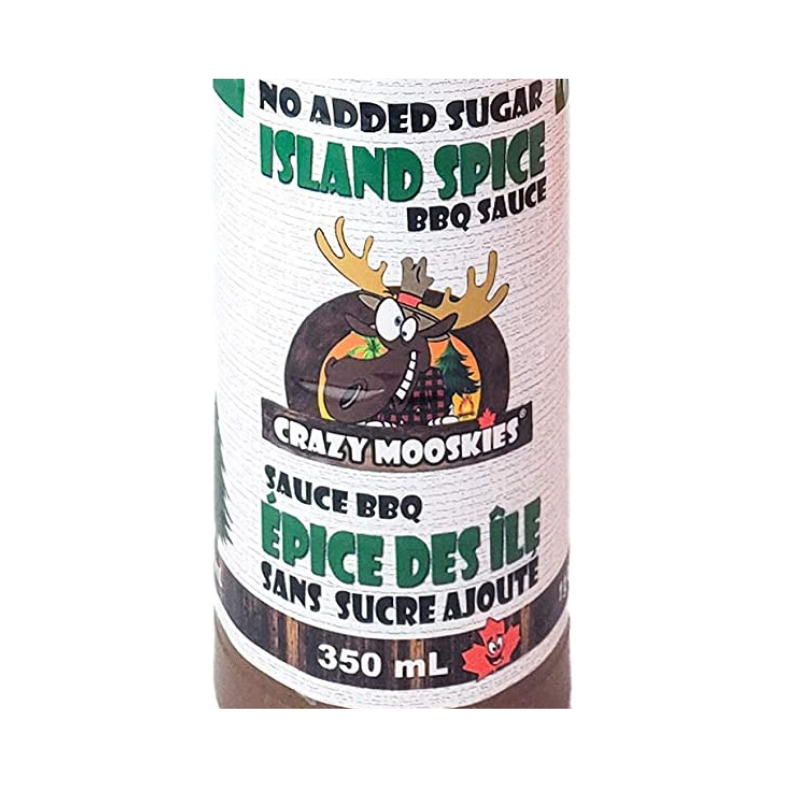 NO ADDED SUGAR
ISLAND SPICE
BBQ SAUCE
CRAZY MOOSKIES®
SAUCE BBQ
ÉPICE DES ÎLE
SANS SUCRE AJOUTÉ
350 mL